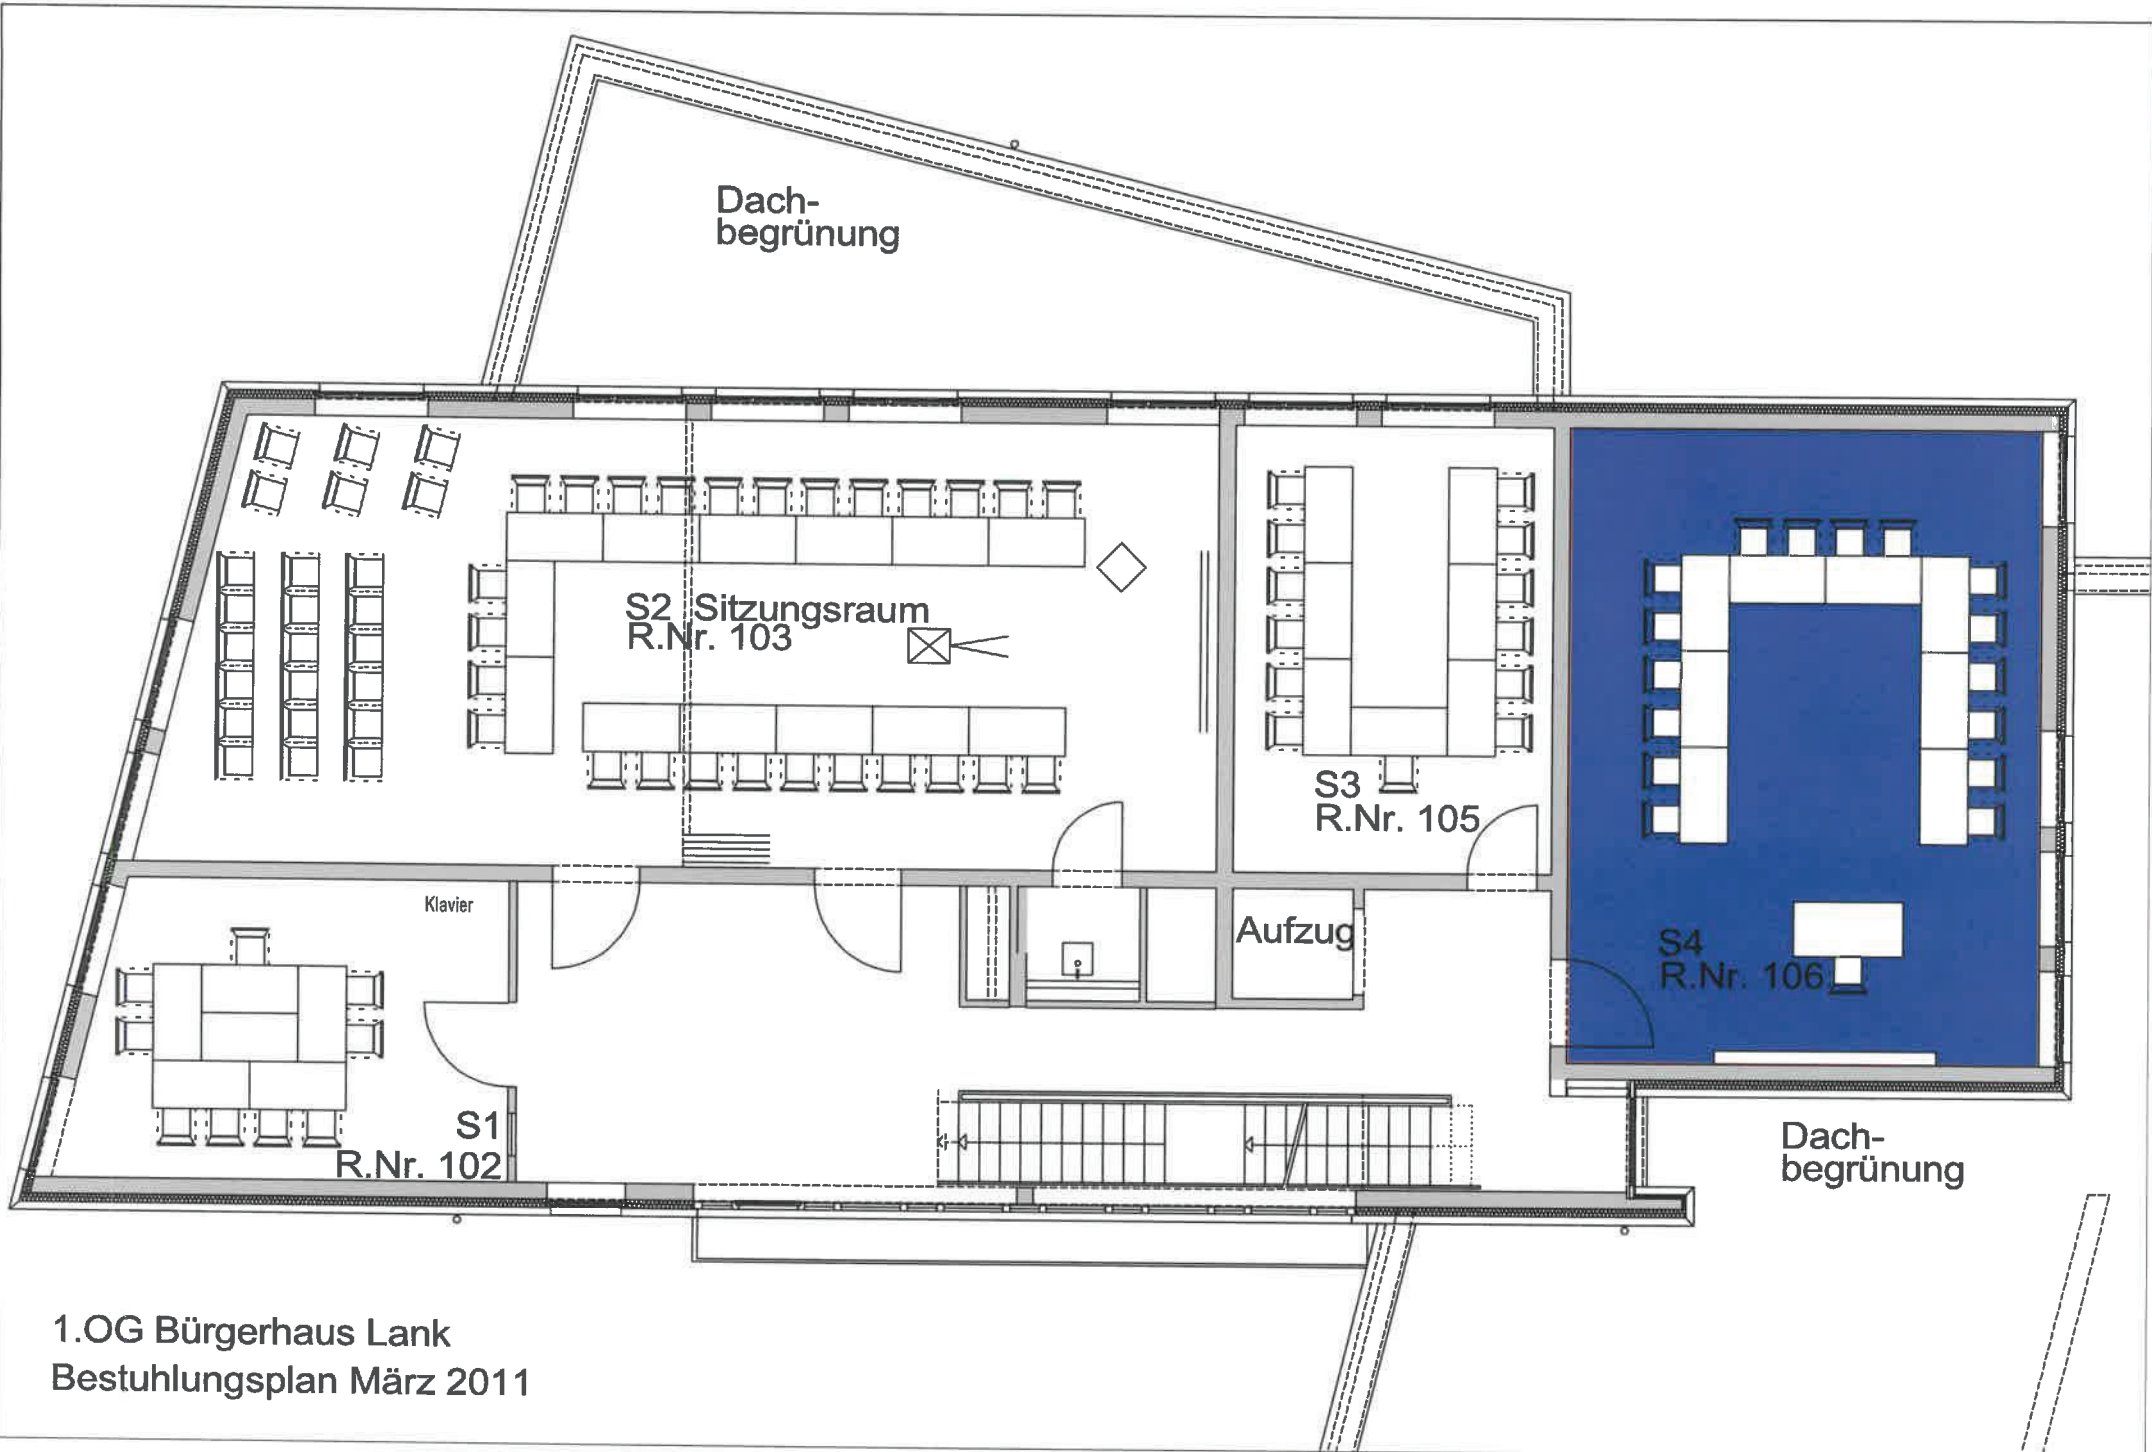 Dach-
begrünung
S2 Sitzungsraum
R.Nr. 103
S3
R.Nr. 105
Klavier
Aufzug
S4
R.Nr. 106
S1
R.Nr. 102
Dach-
begrünung
1.OG Bürgerhaus Lank
Bestuhlungsplan März 2011